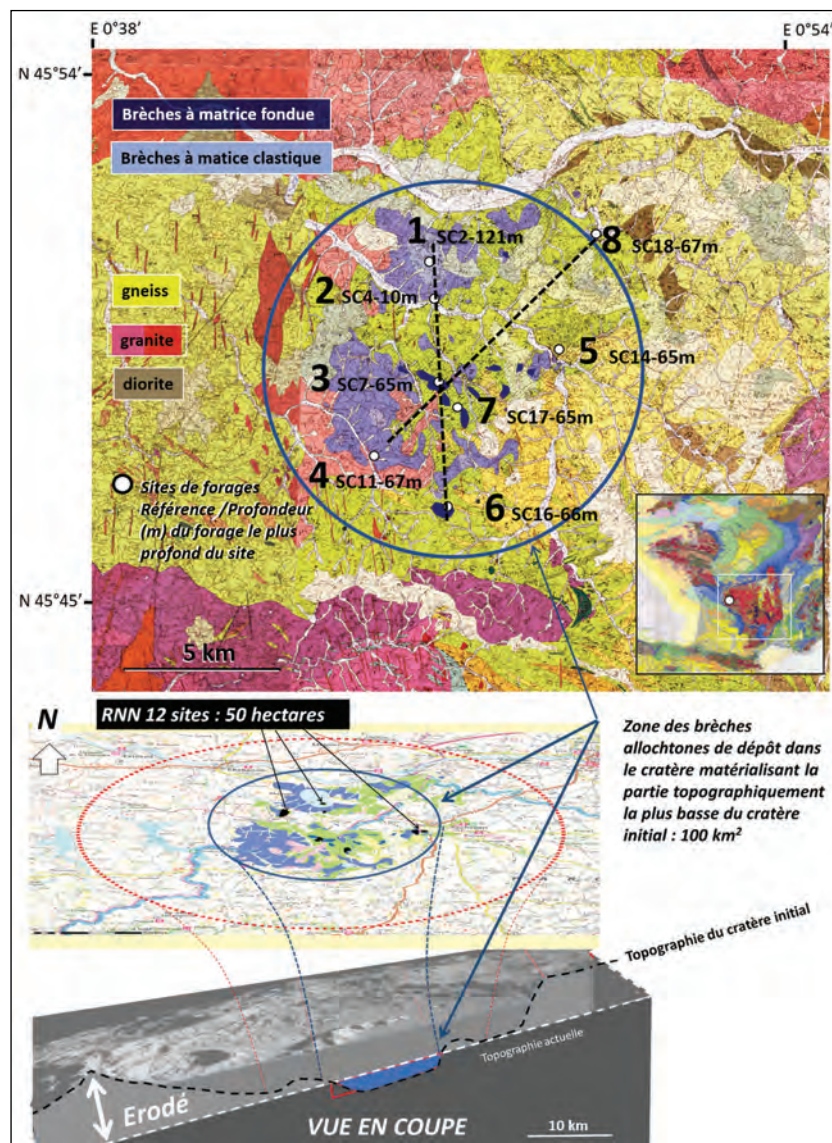 E 0°38'
E 0°54'
N 45°54'
Brèches à matrice fondue
Brèches à matice clastique
1 SC2-121m
8 SC18-67m
2 SC4-10m
gneiss
5 SC14-65m
granite
3 SC7-65m
diorite
7 SC17-65m
4 SC11-67m
Sites de forages
Référence /Profondeur
(m) du forage le plus
profond du site
6 SC16-66m
N 45°45'
5 km
N
RNN 12 sites : 50 hectares
Zone des brèches
allochtones de dépôt dans
le cratère matérialisant la
partie topographiquement
la plus basse du cratère
initial : 100 km²
Topographie du cratère initial
Topographie actuelle
Erodé
VUE EN COUPE
10 km